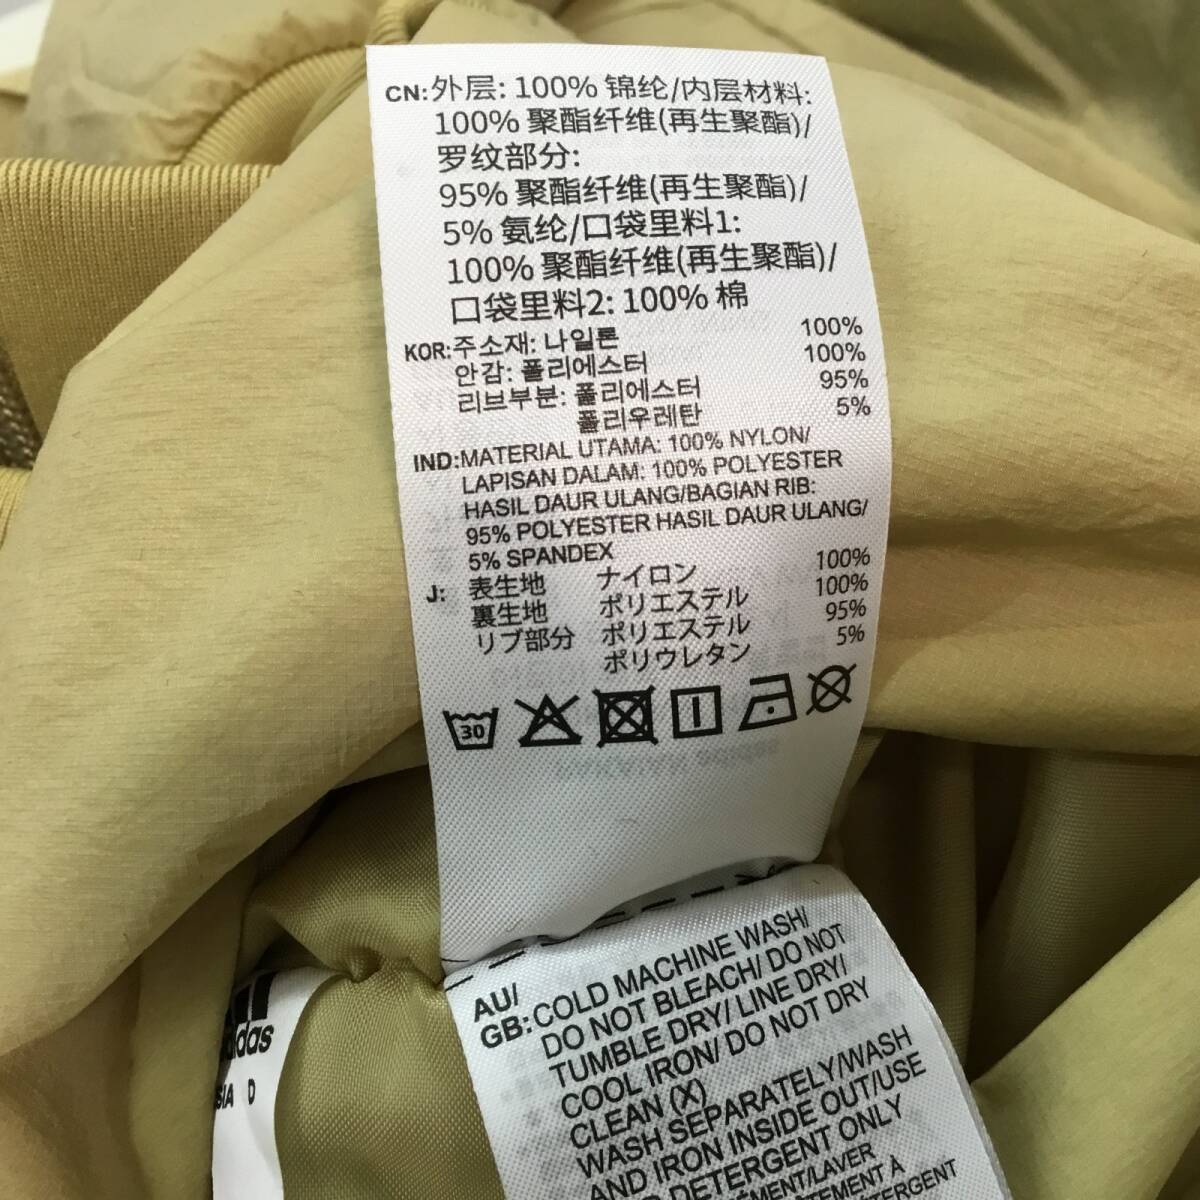 CN:外层: 100% 锦纶/内层材料:
100% 聚酯纤维(再生聚酯)/
罗纹部分:
95% 聚酯纤维(再生聚酯)/
5% 氨纶/口袋里料1:
100% 聚酯纤维(再生聚酯)/
口袋里料2: 100% 棉
KOR:주소재: 나일론 100%
안감: 폴리에스터 100%
리브부분: 폴리에스터 95%
폴리우레탄 5%
IND:MATERIAL UTAMA: 100% NYLON/
LAPISAN DALAM: 100% POLYESTER
HASIL DAUR ULANG/BAGIAN RIB:
95% POLYESTER HASIL DAUR ULANG/
5% SPANDEX
J: 表生地 ナイロン 100%
裏生地 ポリエステル 100%
リブ部分 ポリエステル 95%
ポリウレタン 5%
30
AU/
GB:COLD MACHINE WASH/
DO NOT BLEACH/ DO NOT
TUMBLE DRY/ LINE DRY/
COOL IRON/ DO NOT DRY
CLEAN (X)
WASH SEPARATELY/WASH
AND IRON INSIDE OUT/USE
DETERGENT ONLY
/LAVER
À
adidas
D